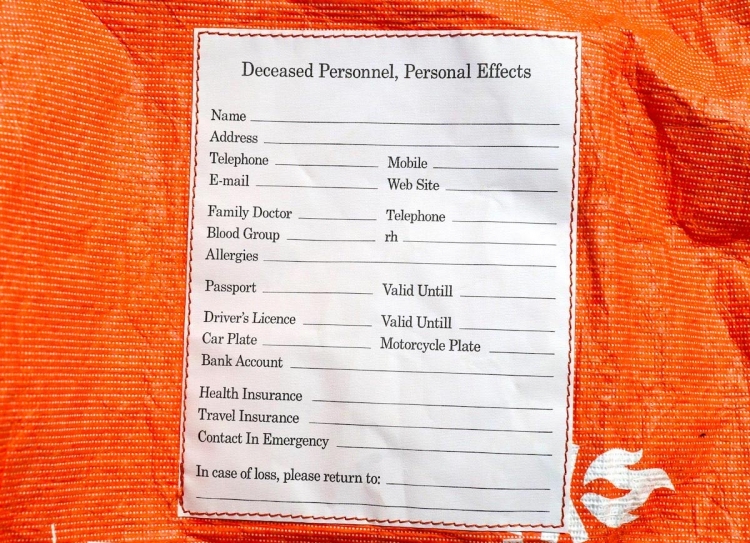 Deceased Personnel, Personal Effects
Name
Address
Telephone Mobile
E-mail Web Site
Family Doctor Telephone
Blood Group rh
Allergies
Passport Valid Untill
Driver's Licence Valid Untill
Car Plate Motorcycle Plate
Bank Account
Health Insurance
Travel Insurance
Contact In Emergency
In case of loss, please return to: